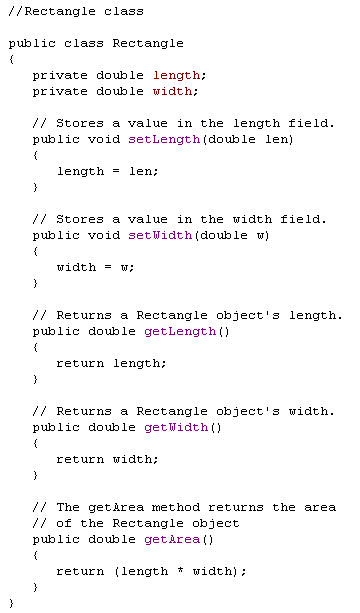 //Rectangle class

public class Rectangle
{
   private double length;
   private double width;

   // Stores a value in the length field.
   public void setLength(double len)
   {
      length = len;
   }

   // Stores a value in the width field.
   public void setWidth(double w)
   {
      width = w;
   }

   // Returns a Rectangle object's length.
   public double getLength()
   {
      return length;
   }

   // Returns a Rectangle object's width.
   public double getWidth()
   {
      return width;
   }

   // The getArea method returns the area
   // of the Rectangle object
   public double getArea()
   {
      return (length * width);
   }
}